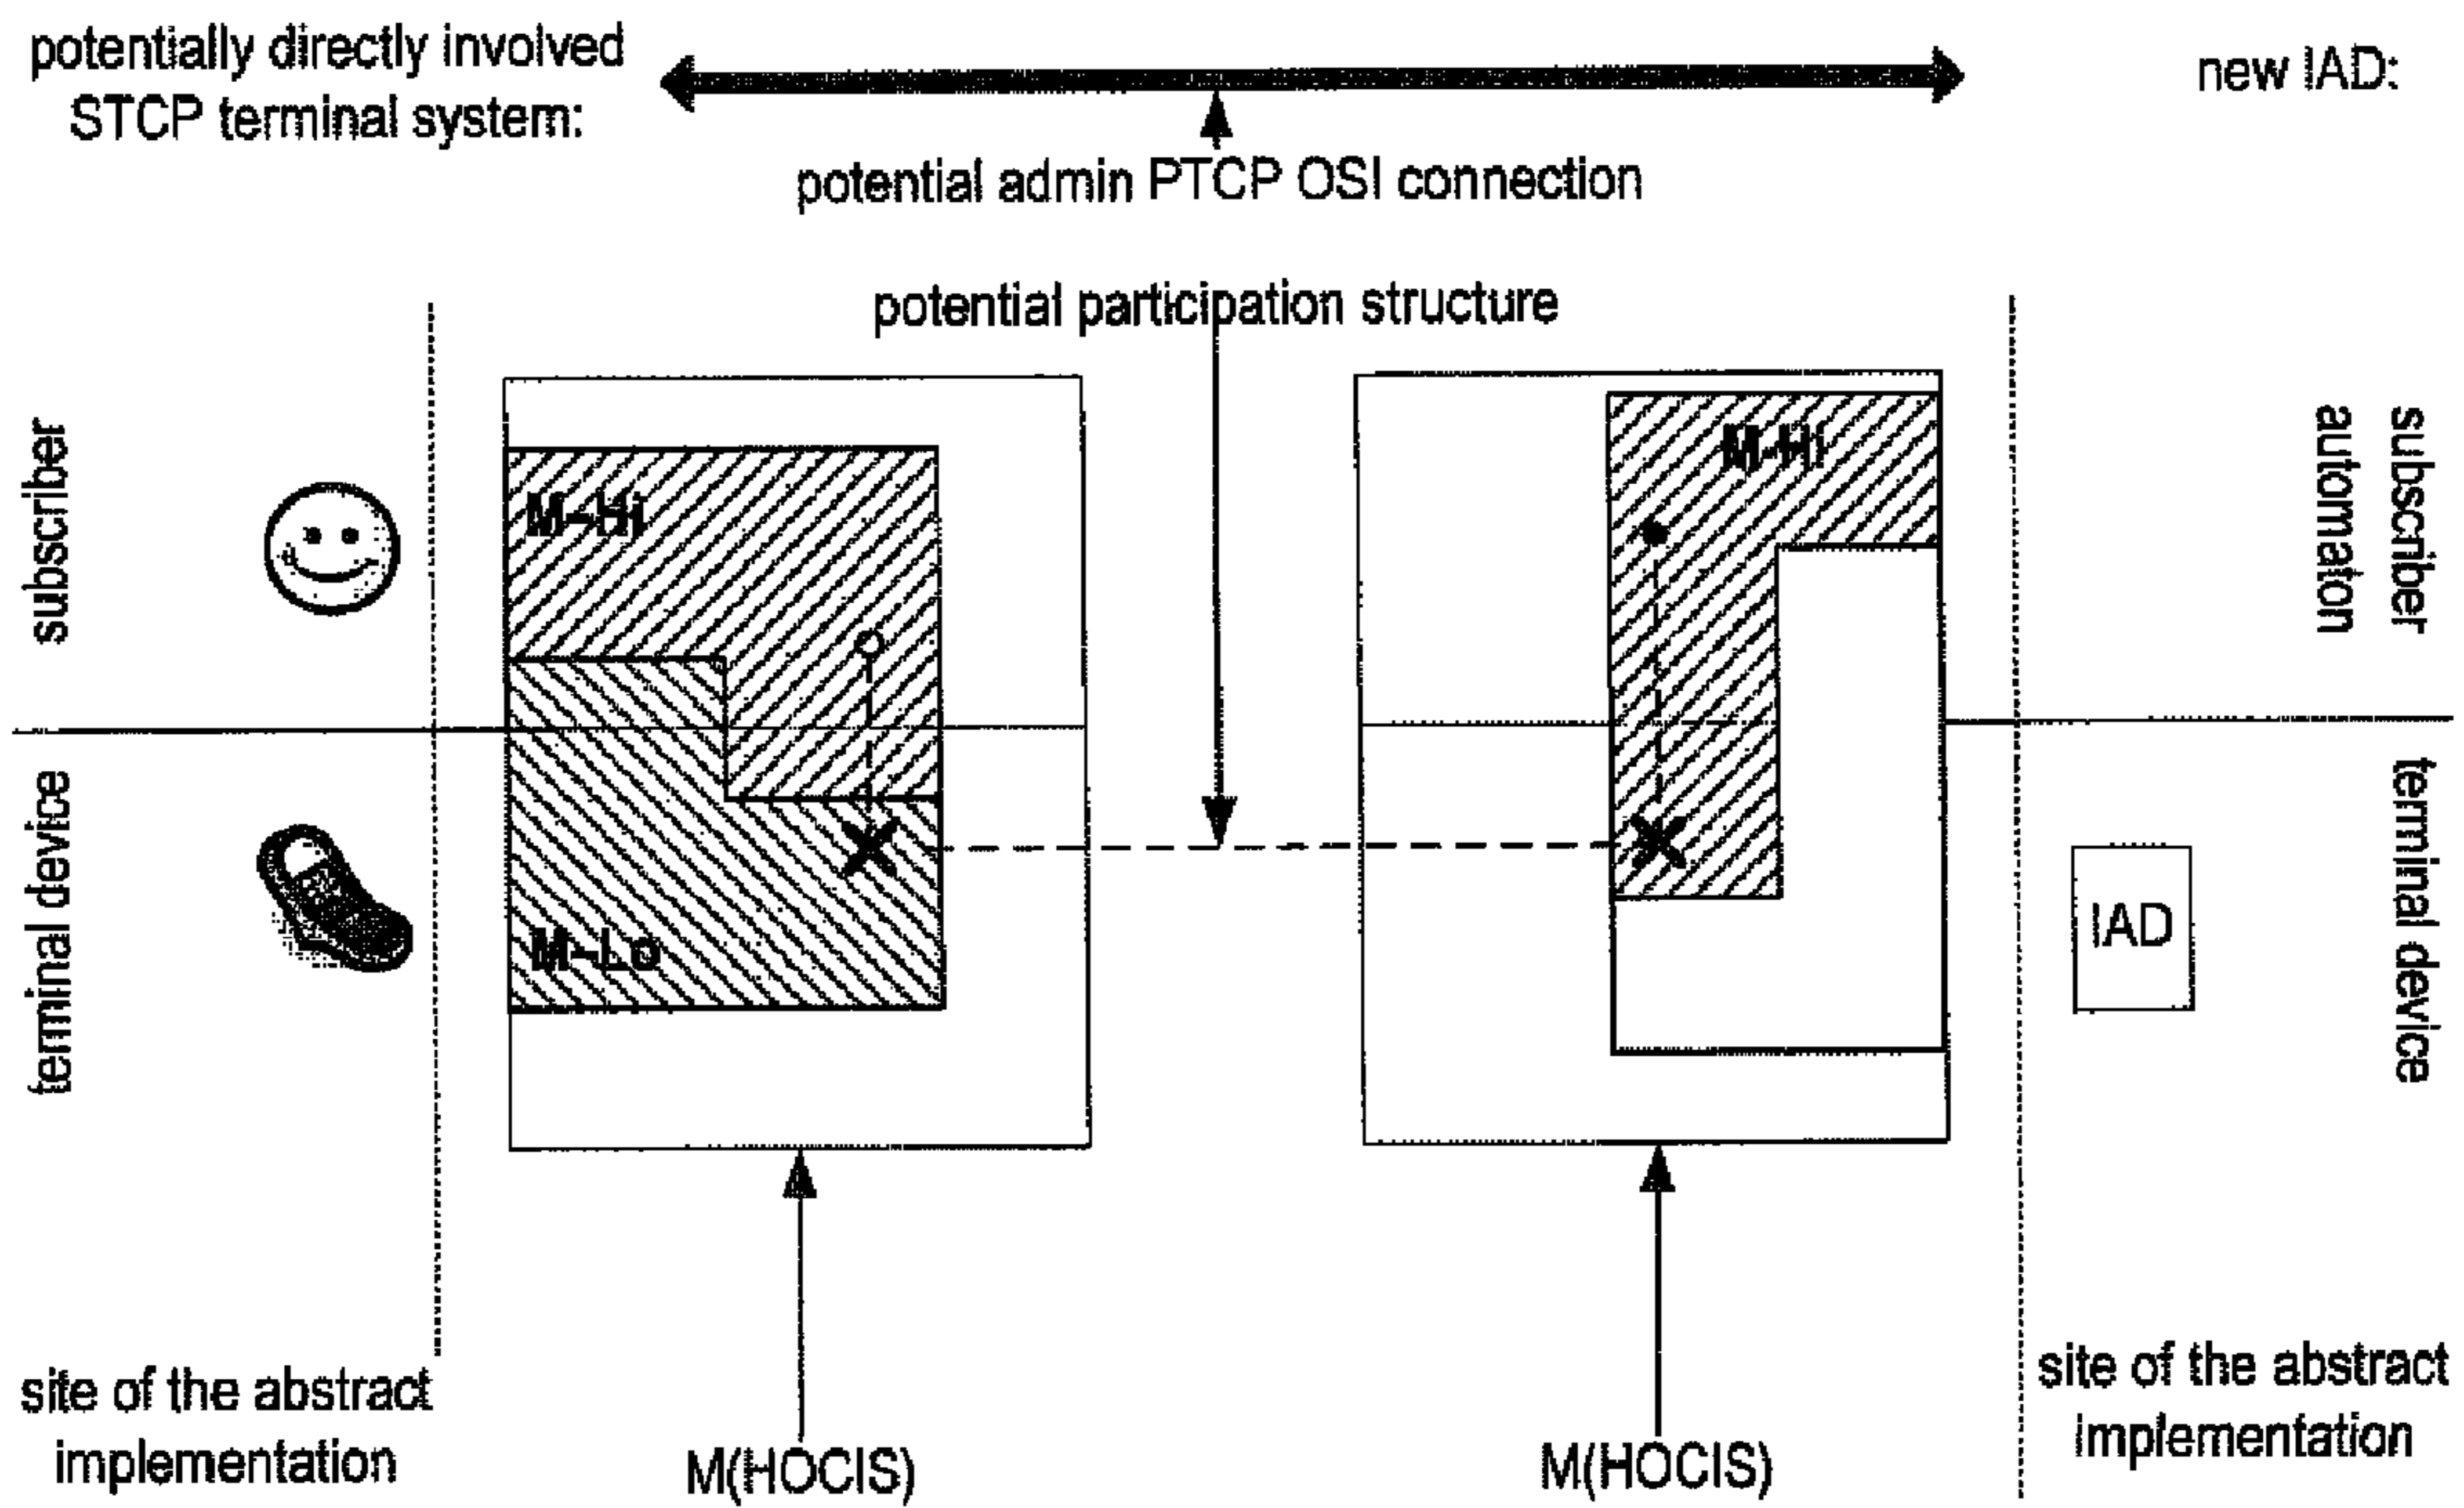 potentially directly involved
STCP terminal system:
new IAD:
potential admin PTCP OSI connection
potential participation structure
subscriber
M-Hi
M-Hi
subscriber
automaton
terminal device
M-Lo
IAD
terminal device
site of the abstract
implementation
M(HOCIS)
M(HOCIS)
site of the abstract
implementation